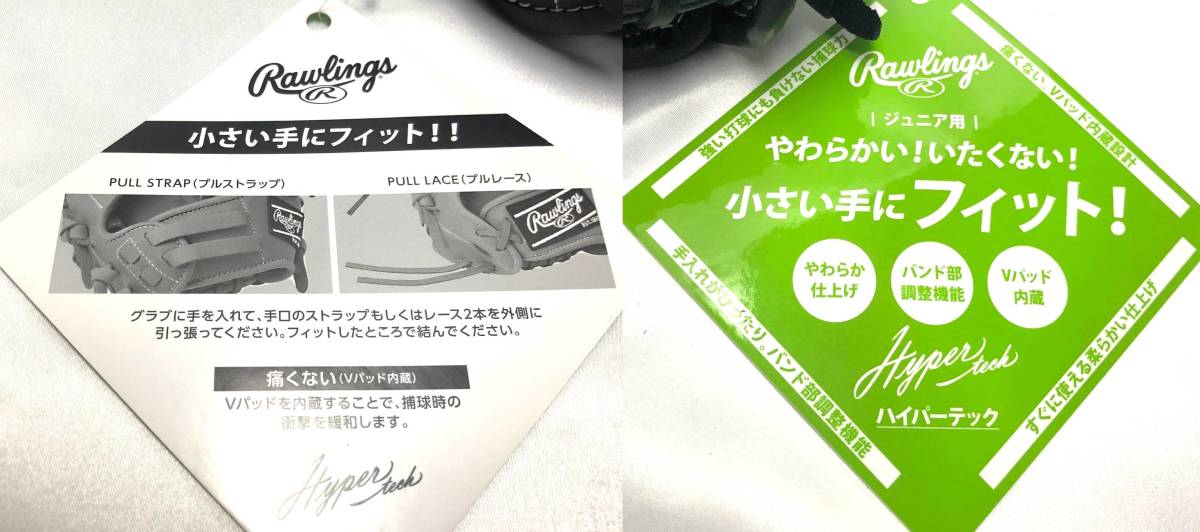 Rawlings
R
小さい手にフィット!!
PULL STRAP(プルストラップ)
PULL LACE(プルレース)
Rawlings
Rawlings
グラブに手を入れて、手口のストラップもしくはレース2本を外側に
引っ張ってください。フィットしたところで結んでください。
痛くない(Vパッド内蔵)
Vパッドを内蔵することで、捕球時の
衝撃を緩和します。
Hyper tech
強い打球にも負けない捕球力
痛くないVパッド内蔵設計
Rawlings
R
|ジュニア用|
やわらかい!いたくない!
小さい手にフィット!
やわらか
仕上げ
バンド部
調整機能
Vパッド
内蔵
Hyper tech
ハイパーテック
手入れがぴったり。バンド部調整機能
すぐに使える柔らかい仕上げ